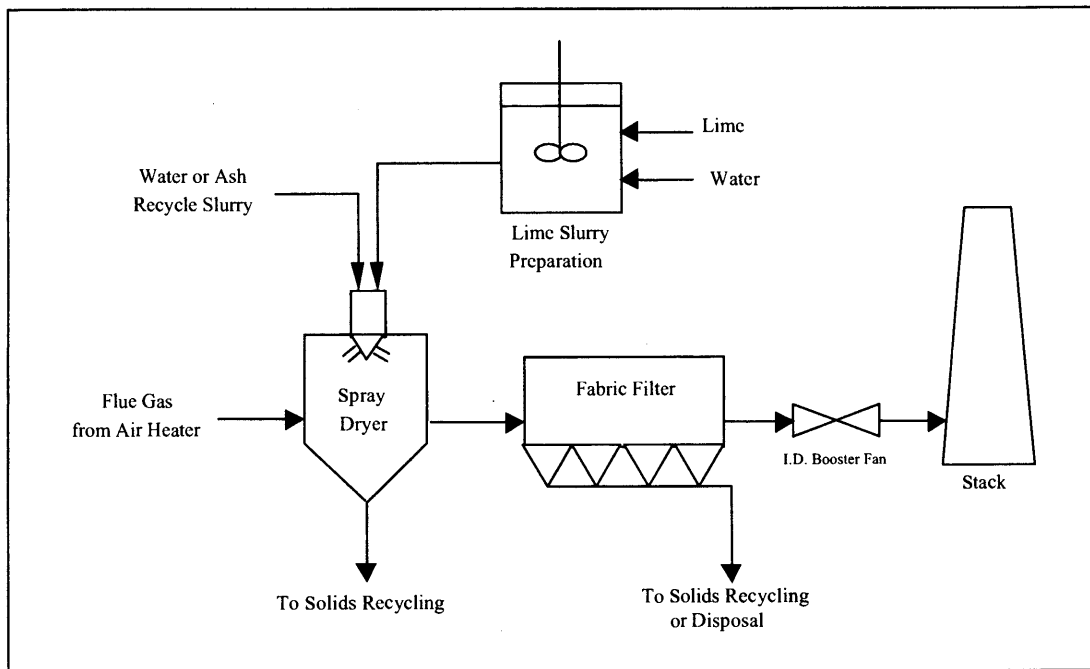 Lime
Water
Water or Ash
Recycle Slurry
Lime Slurry
Preparation
Spray
Dryer
Fabric Filter
Flue Gas
from Air Heater
I.D. Booster Fan
Stack
To Solids Recycling
To Solids Recycling
or Disposal